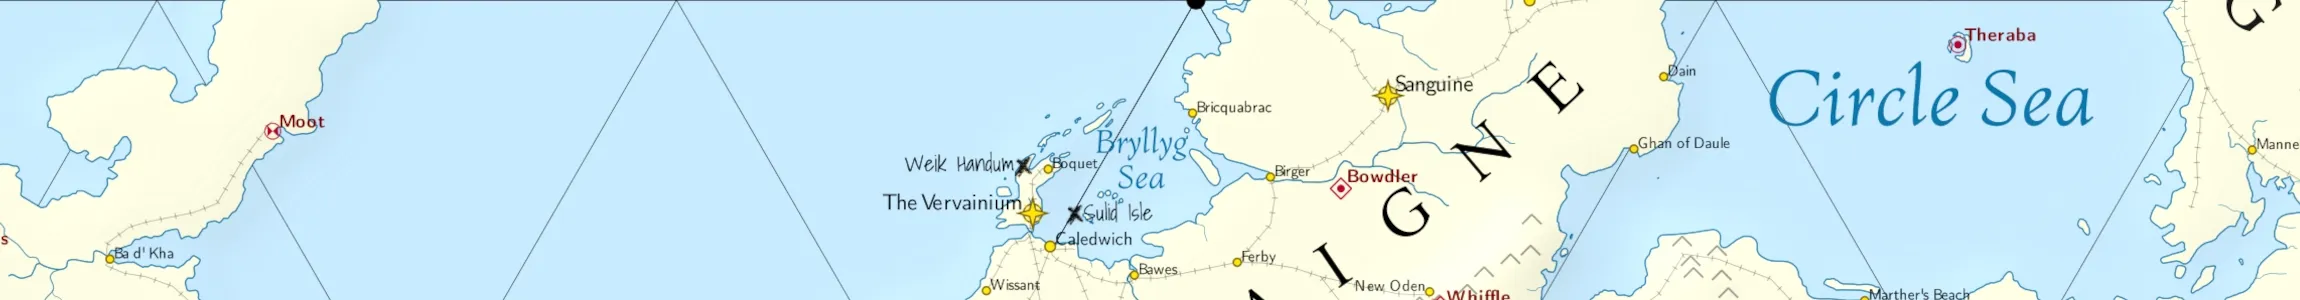 G
Theraba
Circle Sea
Dain
Sanguine
Bricquabrac
Moot
Bryllyg
Sea
Ghan of Daule
Manne
Weik Handum
Boquet
Birger
Bowdler
The Vervainium
Gulid Isle
Caledwich
Ba d' Kha
s
Ferby
Bawes
Wissant
New Oden
Whiffle
Marther's Beach
A I G N E